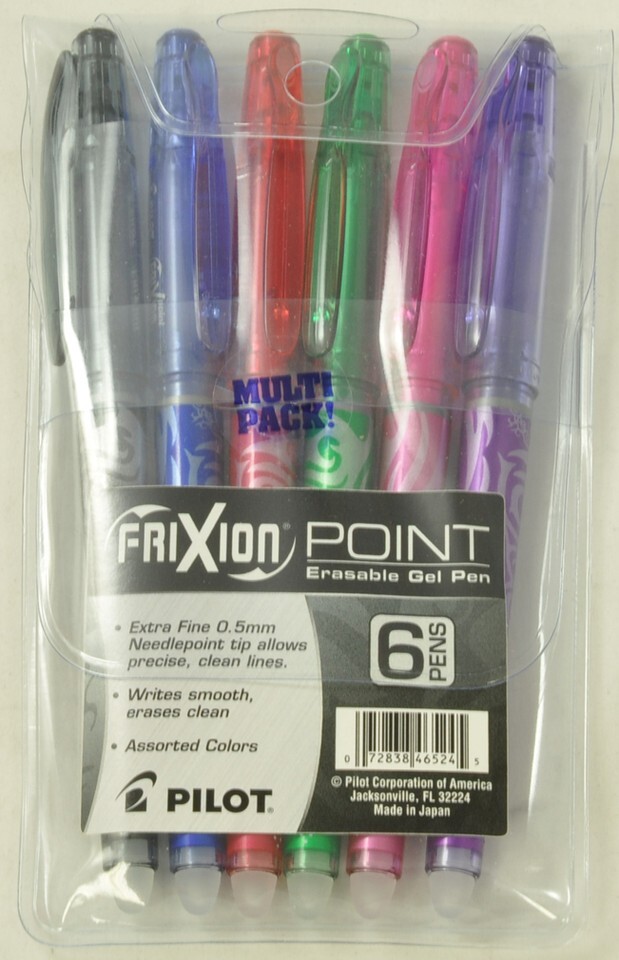 MULTI
PACK!
FRIXION® POINT
Erasable Gel Pen
• Extra Fine 0.5mm
Needlepoint tip allows
precise, clean lines.
• Writes smooth,
erases clean
• Assorted Colors
PILOT®
6 PENS
0 72838 46524 5
© Pilot Corporation of America
Jacksonville, FL 32224
Made in Japan